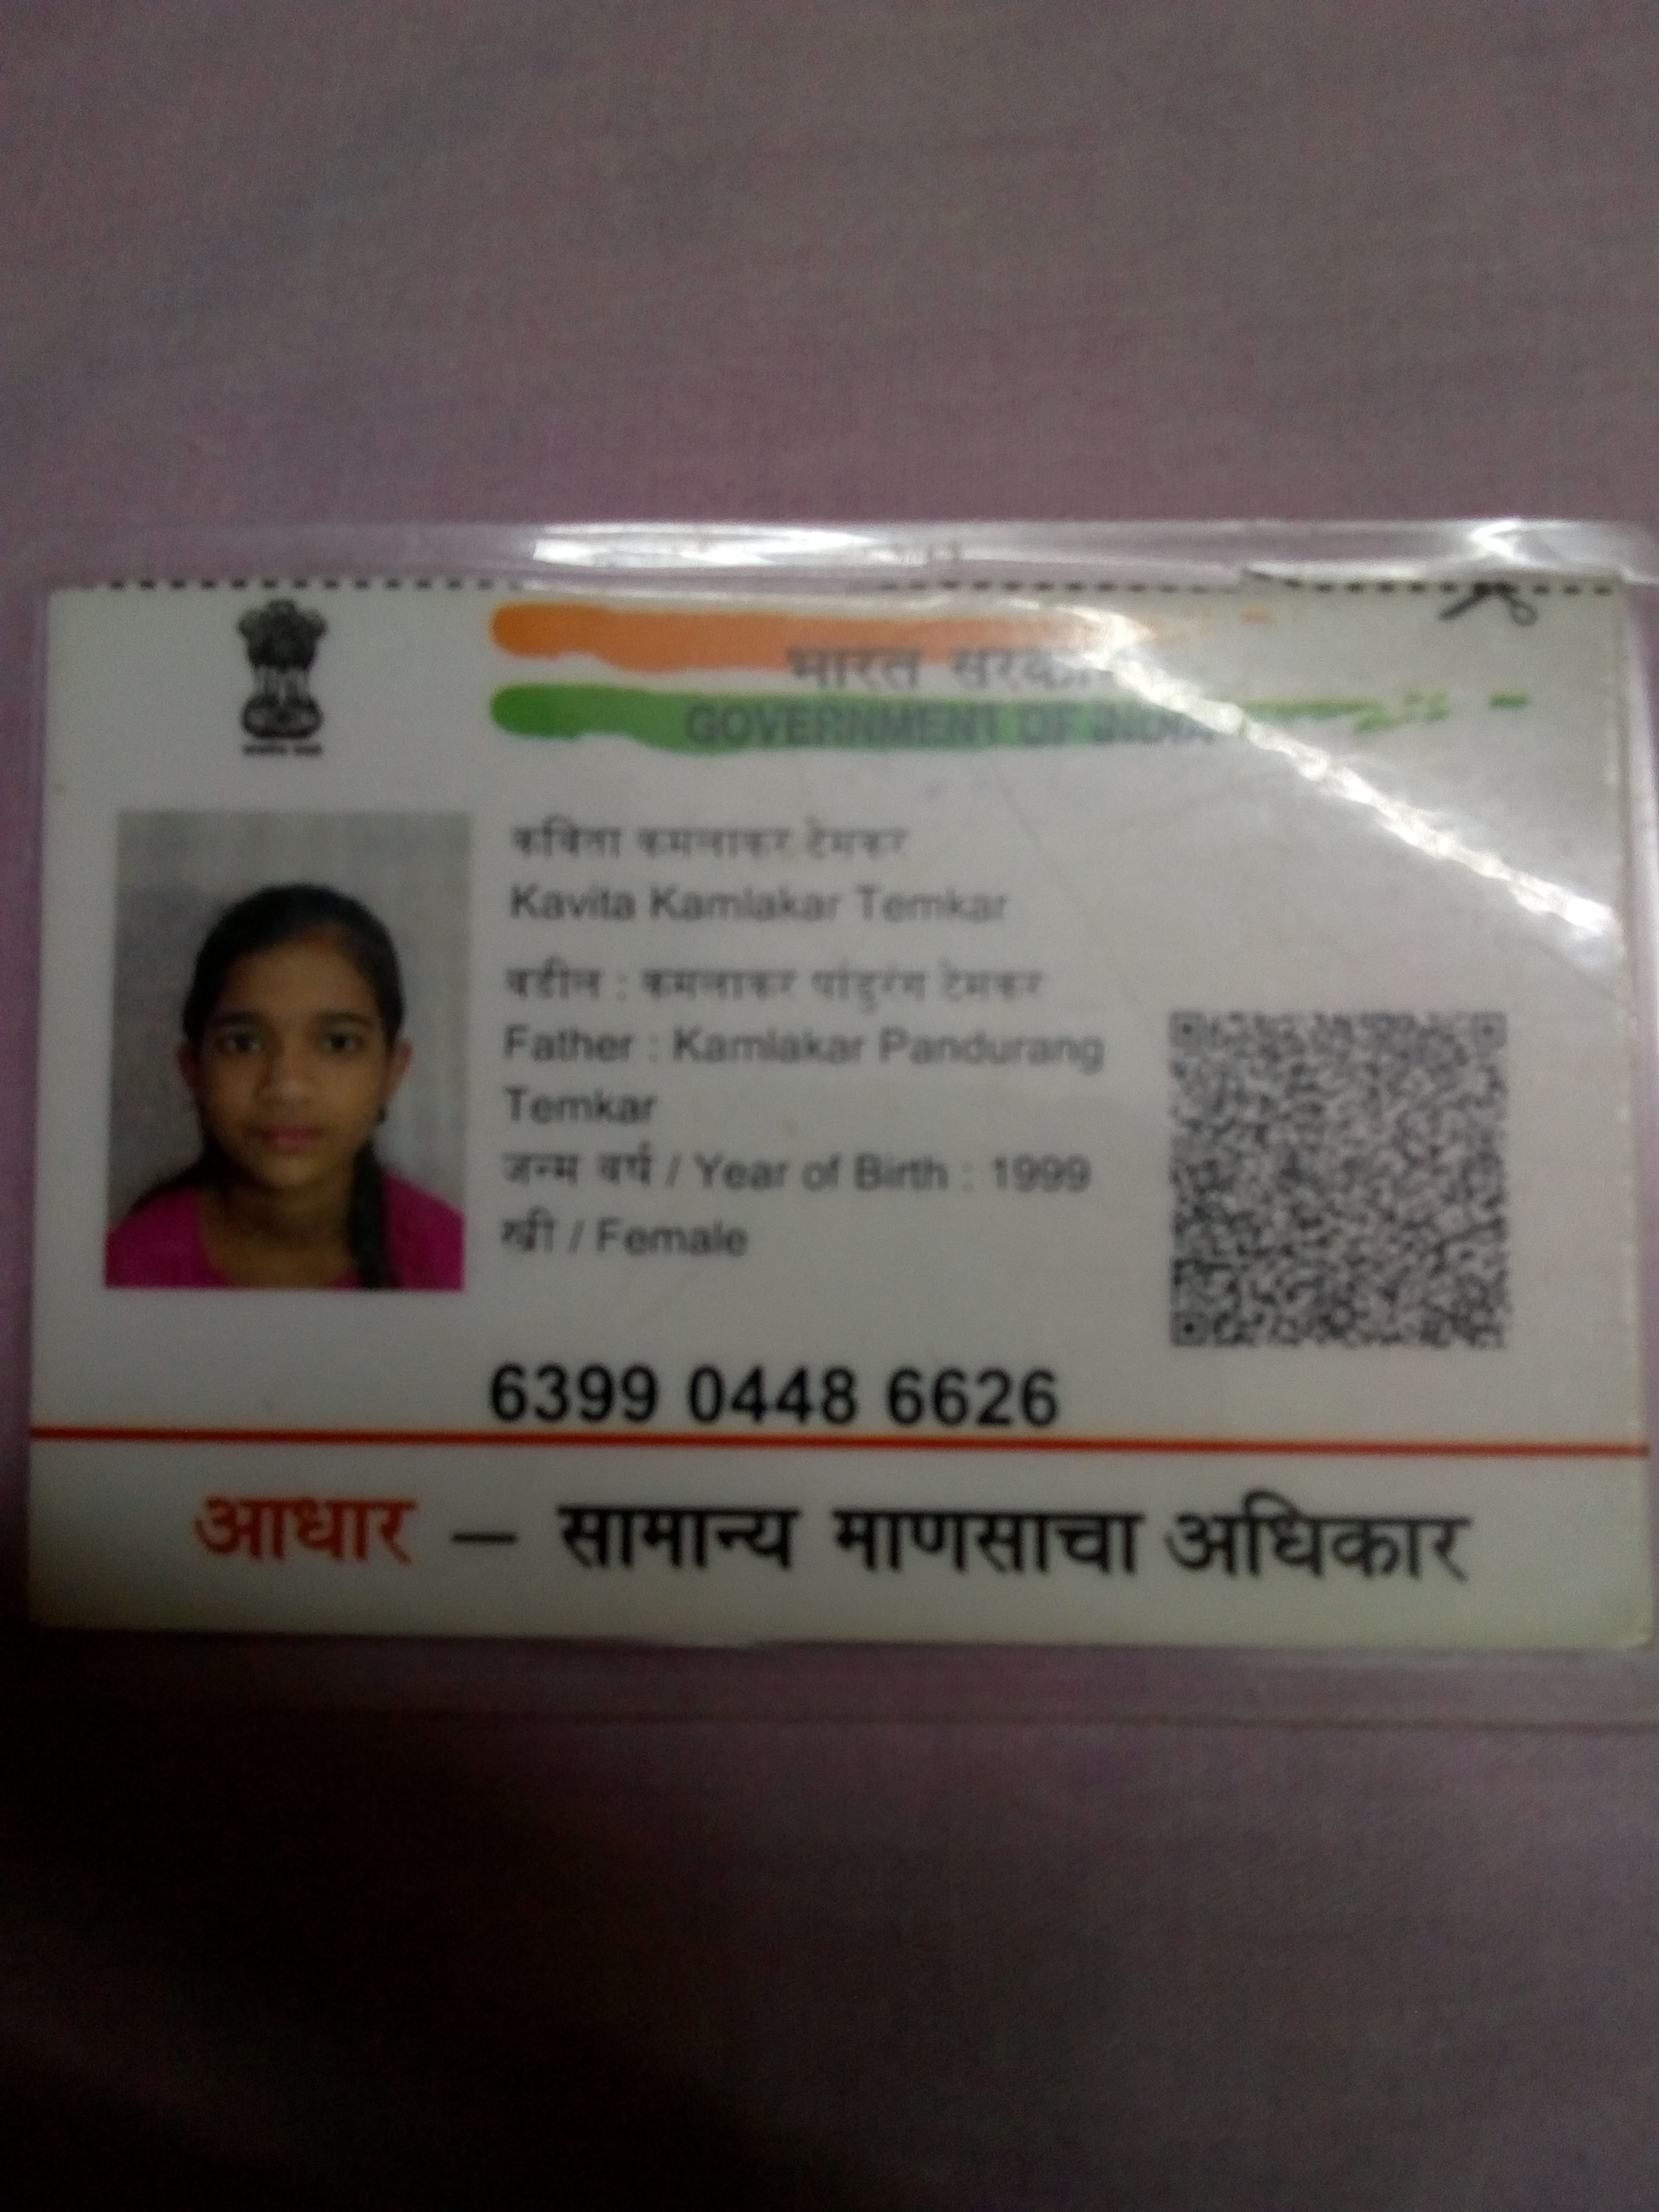 भारत सरकार
GOVERNMENT OF INDIA
कविता कमलाकर टेमकर
Kavita Kamlakar Temkar
वडील : कमलाकर पांडुरंग टेमकर
Father : Kamlakar Pandurang
Temkar
जन्म वर्ष / Year of Birth : 1999
स्त्री / Female
6399 0448 6626
आधार — सामान्य माणसाचा अधिकार